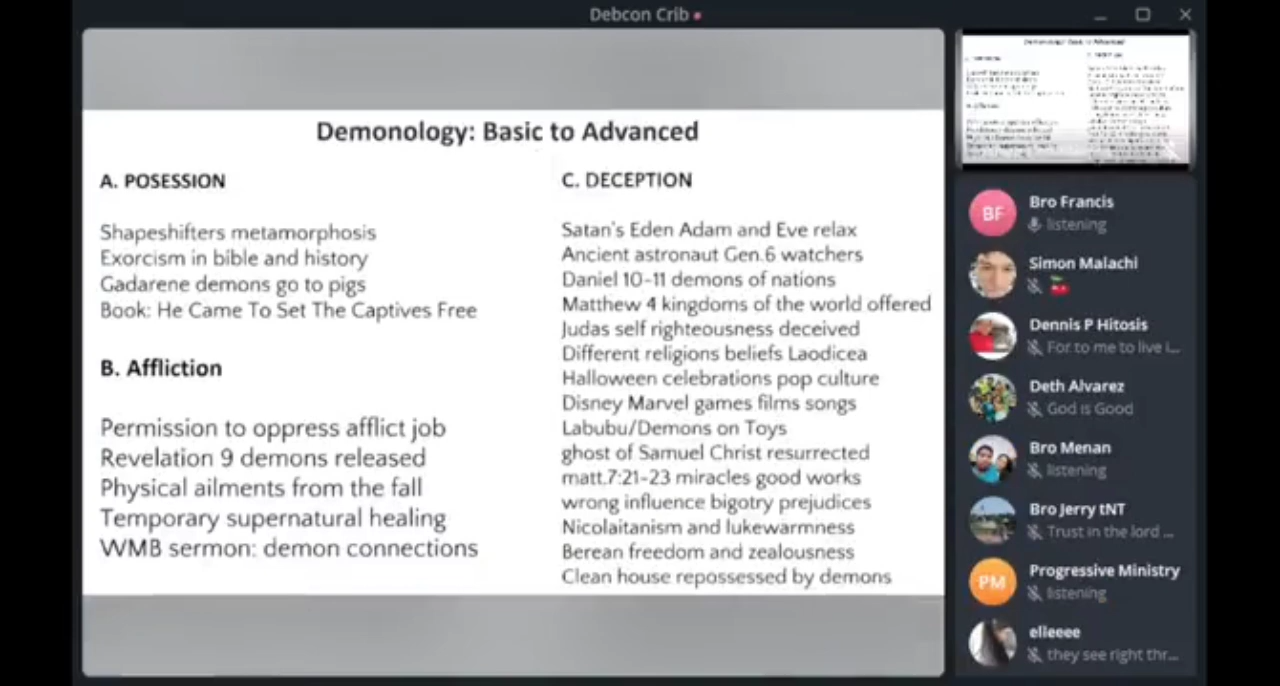 Debcon Crib
Demonology: Basic to Advanced
A. POSESSION
Shapeshifters metamorphosis
Exorcism in bible and history
Gadarene demons go to pigs
Book: He Came To Set The Captives Free
B. Affliction
Permission to oppress afflict job
Revelation 9 demons released
Physical ailments from the fall
Temporary supernatural healing
WMB sermon: demon connections
C. DECEPTION
Satan's Eden Adam and Eve relax
Ancient astronaut Gen.6 watchers
Daniel 10-11 demons of nations
Matthew 4 kingdoms of the world offered
Judas self righteousness deceived
Different religions beliefs Laodicea
Halloween celebrations pop culture
Disney Marvel games films songs
Labubu/Demons on Toys
ghost of Samuel Christ resurrected
matt.7:21-23 miracles good works
wrong influence bigotry prejudices
Nicolaitanism and lukewarmness
Berean freedom and zealousness
Clean house repossessed by demons
Demonology: Basic to Advanced
BF
Bro Francis
listening
Simon Malachi
Dennis P Hitosis
For to me to live i...
Deth Alvarez
God is Good
Bro Menan
listening
Bro Jerry tNT
Trust in the lord ...
PM
Progressive Ministry
listening
elleeee
they see right thr...